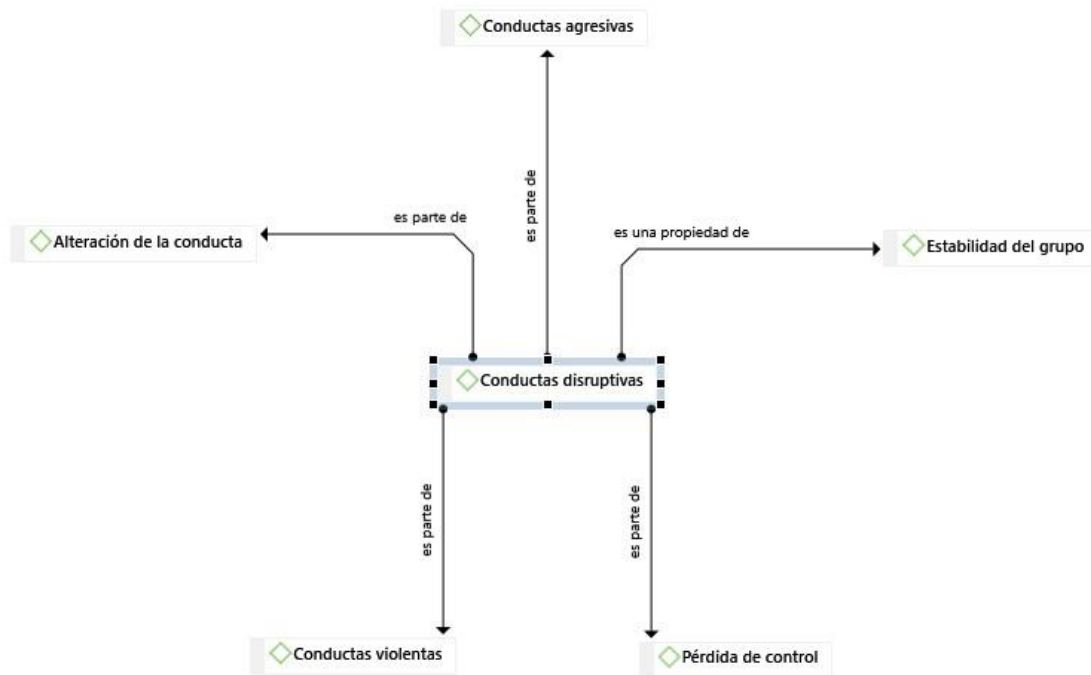 Conductas agresivas
es parte de
es parte de
es una propiedad de
Alteración de la conducta
Estabilidad del grupo
Conductas disruptivas
es parte de
es parte de
Conductas violentas
Pérdida de control